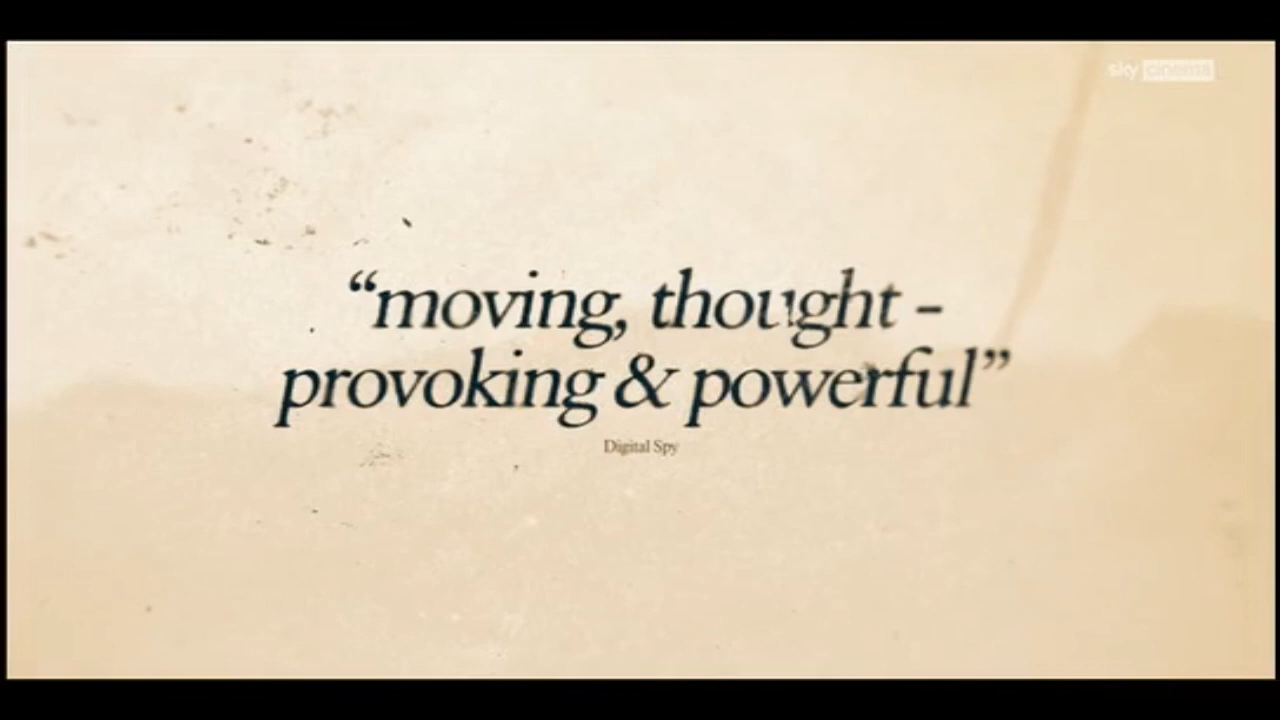 sky cinema
“moving, thought -
provoking & powerful”
Digital Spy